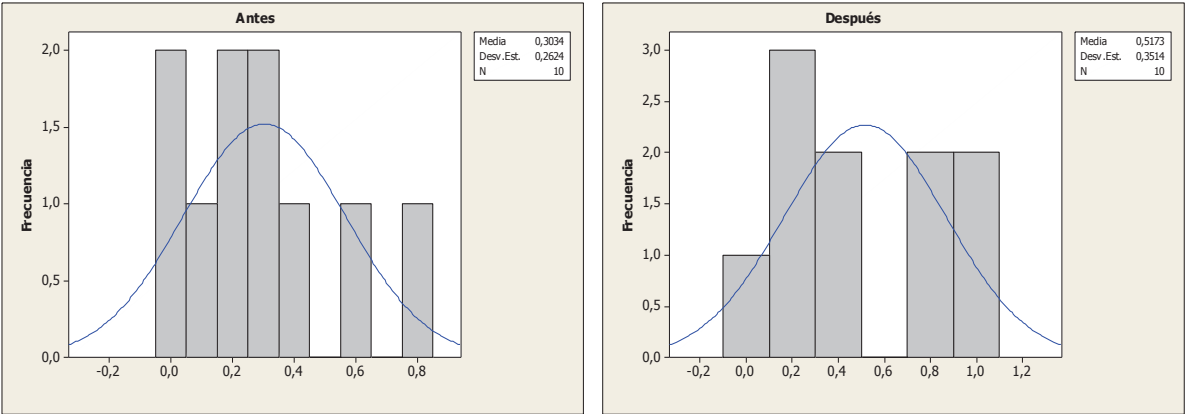 Antes
Media 0,3034
Desv.Est. 0,2624
N 10
Frecuencia
2,0
1,5
1,0
0,5
0,0
-0,2 0,0 0,2 0,4 0,6 0,8
Después
Media 0,5173
Desv.Est. 0,3514
N 10
Frecuencia
3,0
2,5
2,0
1,5
1,0
0,5
0,0
-0,2 0,0 0,2 0,4 0,6 0,8 1,0 1,2